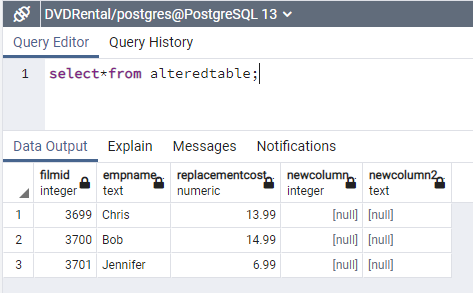 DVDRental/postgres@PostgreSQL 13
Query Editor Query History
1 select*from alteredtable;
Data Output Explain Messages Notifications
filmid empname replacementcost newcolumn newcolumn2
integer text numeric integer text
1 3699 Chris 13.99 [null] [null]
2 3700 Bob 14.99 [null] [null]
3 3701 Jennifer 6.99 [null] [null]